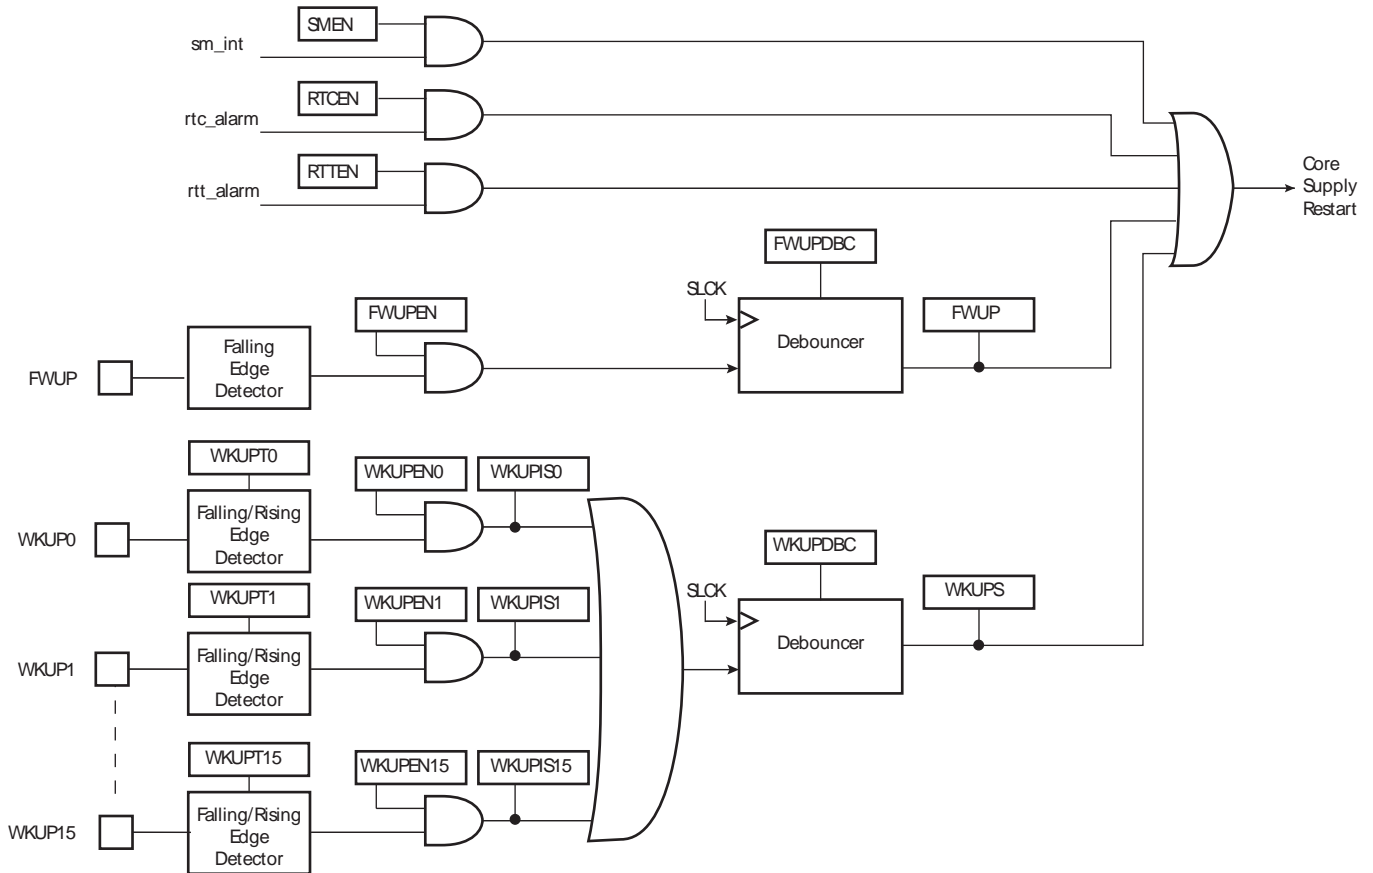 SMEN
sm_int
RTCEN
rtc_alarm
RTTEN
rtt_alarm
Core
Supply
Restart
FWUPDBC
SLCK
FWUPEN
FWUP
Debouncer
Falling
Edge
Detector
FWUP
WKUPT0
WKUPEN0
WKUPIS0
Falling/Rising
Edge
Detector
WKUP0
WKUPDBC
SLCK
WKUPT1
WKUPEN1
WKUPIS1
WKUPS
Debouncer
Falling/Rising
Edge
Detector
WKUP1
WKUPT15
WKUPEN15
WKUPIS15
Falling/Rising
Edge
Detector
WKUP15